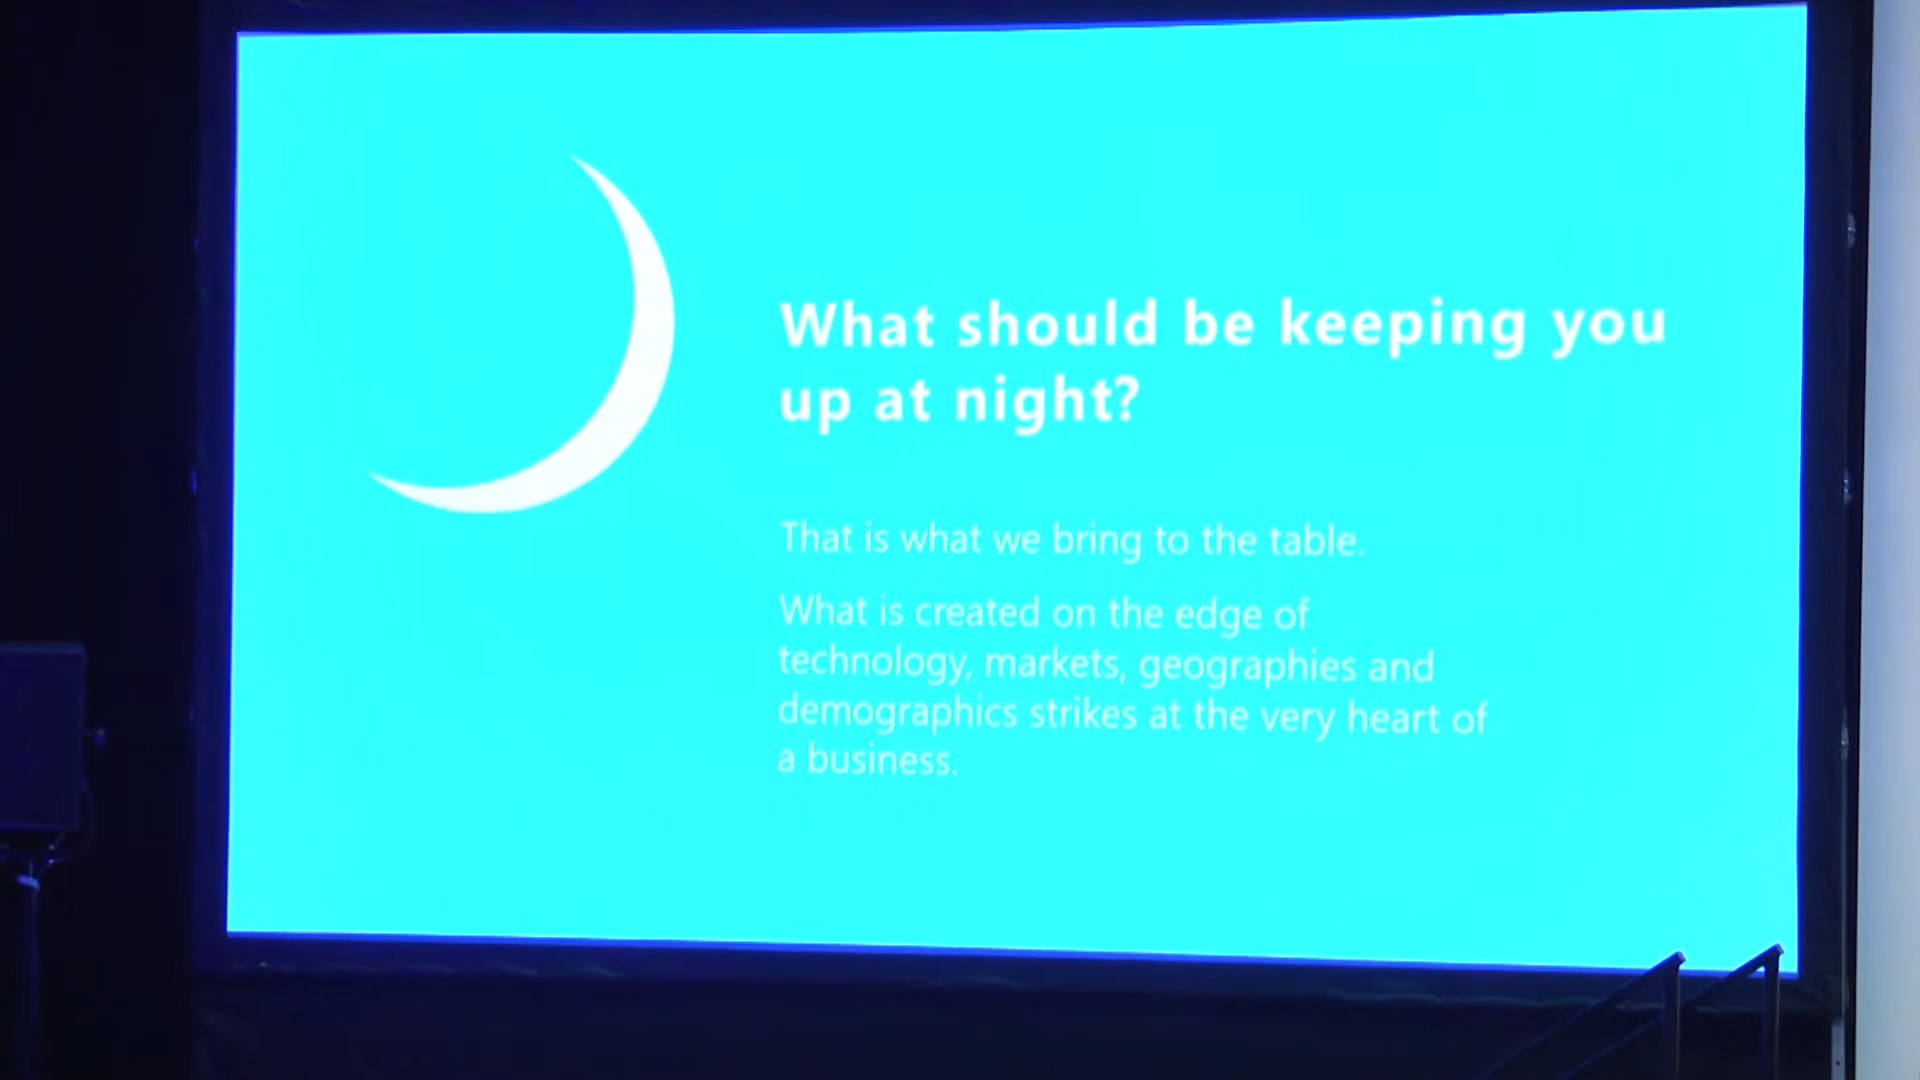 What should be keeping you
up at night?
That is what we bring to the table.
What is created on the edge of
technology, markets, geographies and
demographics strikes at the very heart of
a business.